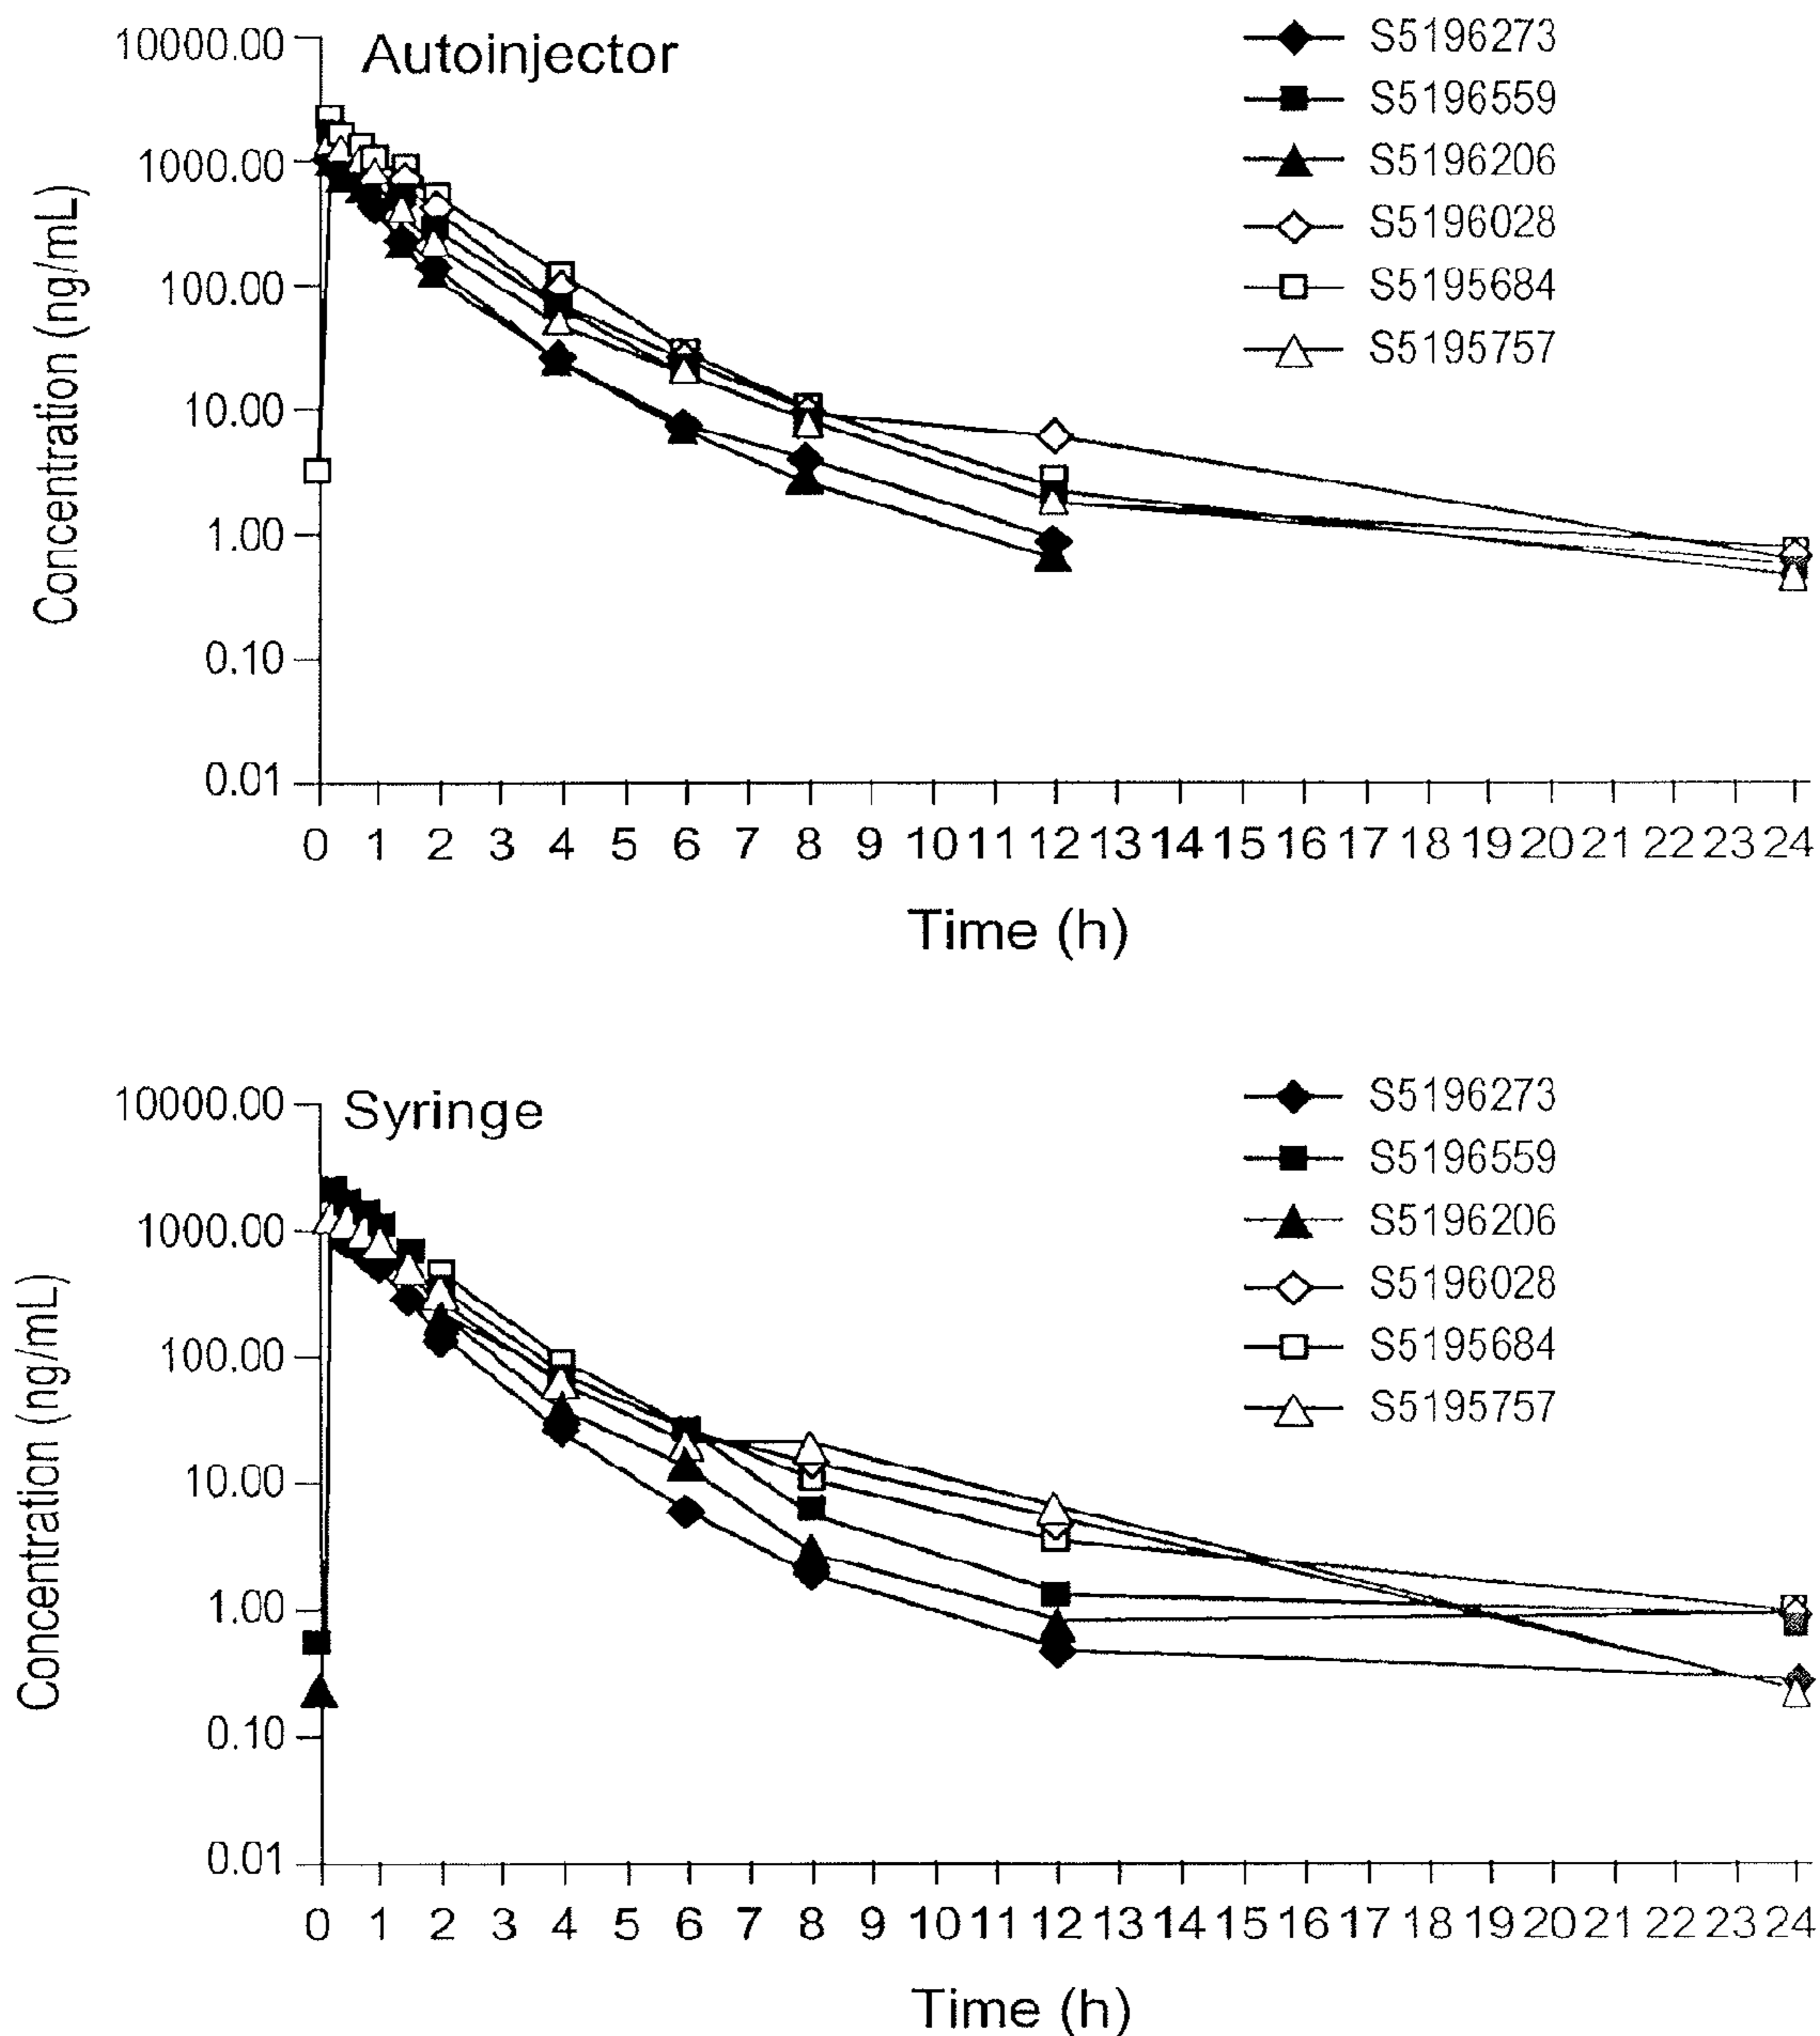 Autoinjector
10000.00
1000.00
100.00
10.00
1.00
0.10
0.01
Concentration (ng/mL)
0 1 2 3 4 5 6 7 8 9 10 11 12 13 14 15 16 17 18 19 20 21 22 23 24
Time (h)
S5196273
S5196559
S5196206
S5196028
S5195684
S5195757
Syringe
10000.00
1000.00
100.00
10.00
1.00
0.10
0.01
Concentration (ng/mL)
0 1 2 3 4 5 6 7 8 9 10 11 12 13 14 15 16 17 18 19 20 21 22 23 24
Time (h)
S5196273
S5196559
S5196206
S5196028
S5195684
S5195757